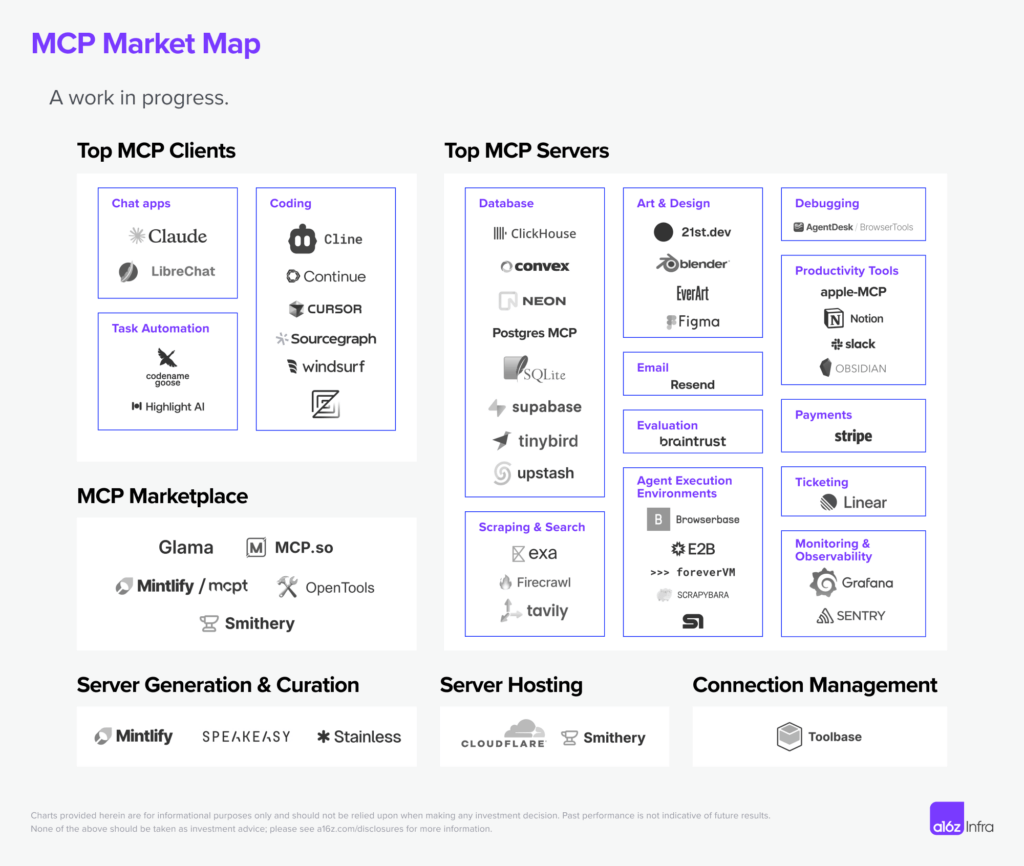 MCP Market Map
A work in progress.
Top MCP Clients
Chat apps
Claude
LibreChat
Task Automation
codename
goose
Highlight AI
Coding
Cline
Continue
CURSOR
Sourcegraph
windsurf
Top MCP Servers
Database
ClickHouse
convex
NEON
Postgres MCP
SQLite
supabase
tinybird
upstash
Scraping & Search
exa
Firecrawl
tavily
Art & Design
21st.dev
blender
EverArt
Figma
Email
Resend
Evaluation
braintrust
Agent Execution
Environments
B Browserbase
E2B
>>> foreverVM
SCRAPYBARA
Debugging
AgentDesk / BrowserTools
Productivity Tools
apple-MCP
Notion
slack
OBSIDIAN
Payments
stripe
Ticketing
Linear
Monitoring &
Observability
Grafana
SENTRY
MCP Marketplace
Glama
M MCP.so
Mintlify / mcpt
OpenTools
Smithery
Server Generation & Curation
Mintlify
SPEAKEASY
Stainless
Server Hosting
CLOUDFLARE
Smithery
Connection Management
Toolbase
Charts provided herein are for informational purposes only and should not be relied upon when making any investment decision. Past performance is not indicative of future results.
None of the above should be taken as investment advice; please see a16z.com/disclosures for more information.
a16z Infra